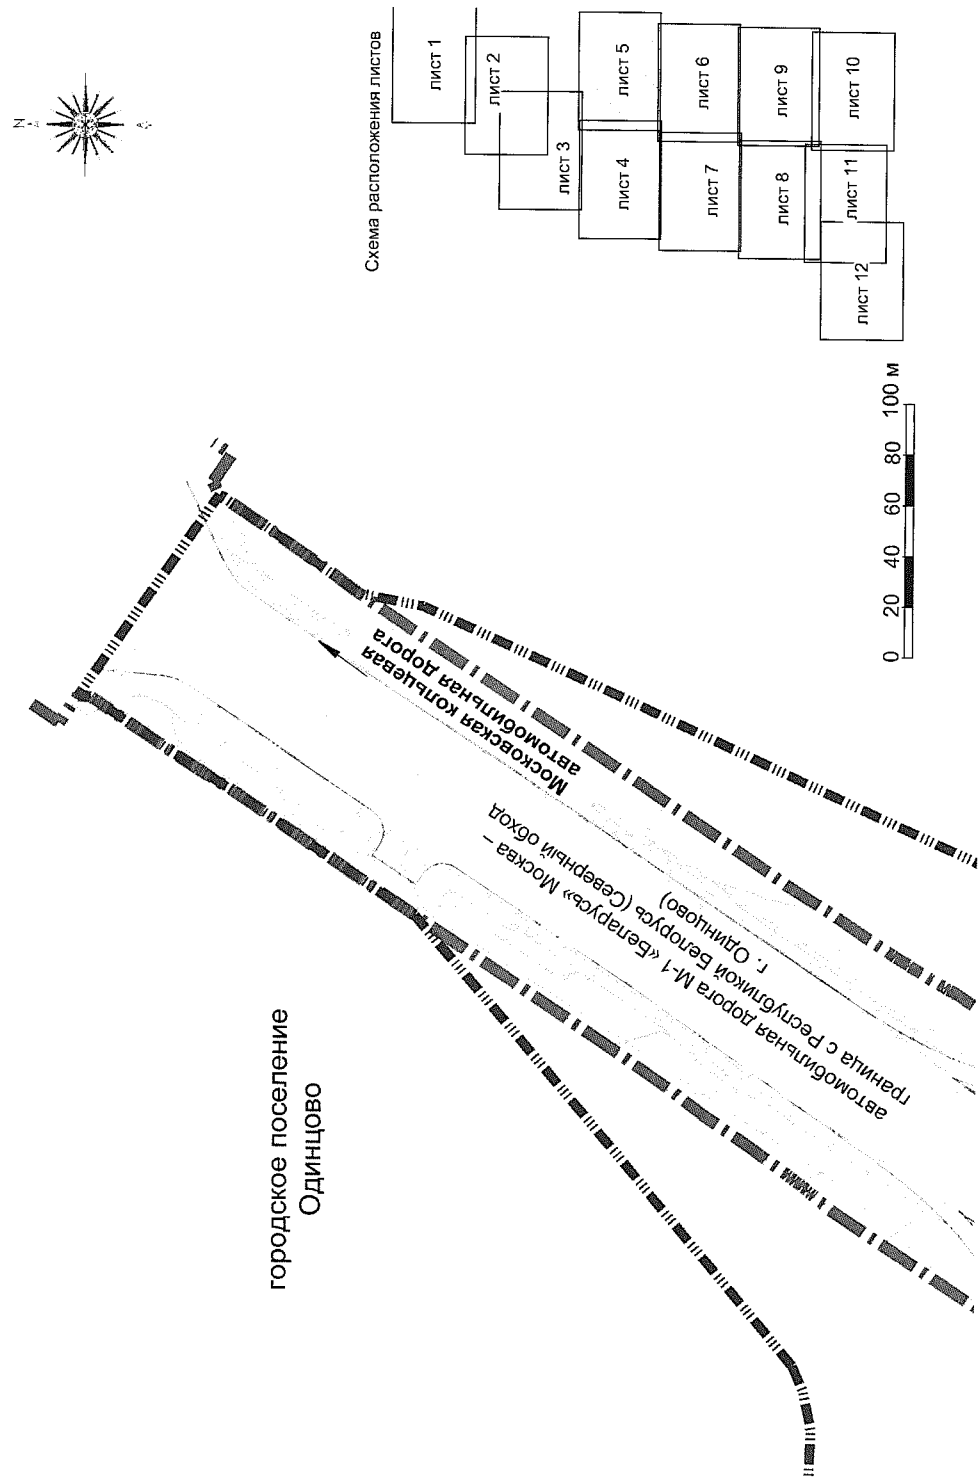 N
Схема расположения листов
лист 1
лист 2
лист 3
лист 4
лист 5
лист 6
лист 7
лист 8
лист 9
лист 10
лист 11
лист 12
городское поселение
Одинцово
Московская кольцевая
автомобильная дорога
автомобильная дорога М-1 «Беларусь» Москва –
граница с Республикой Белорусь (Северный обход
г. Одинцово)
0 20 40 60 80 100 м